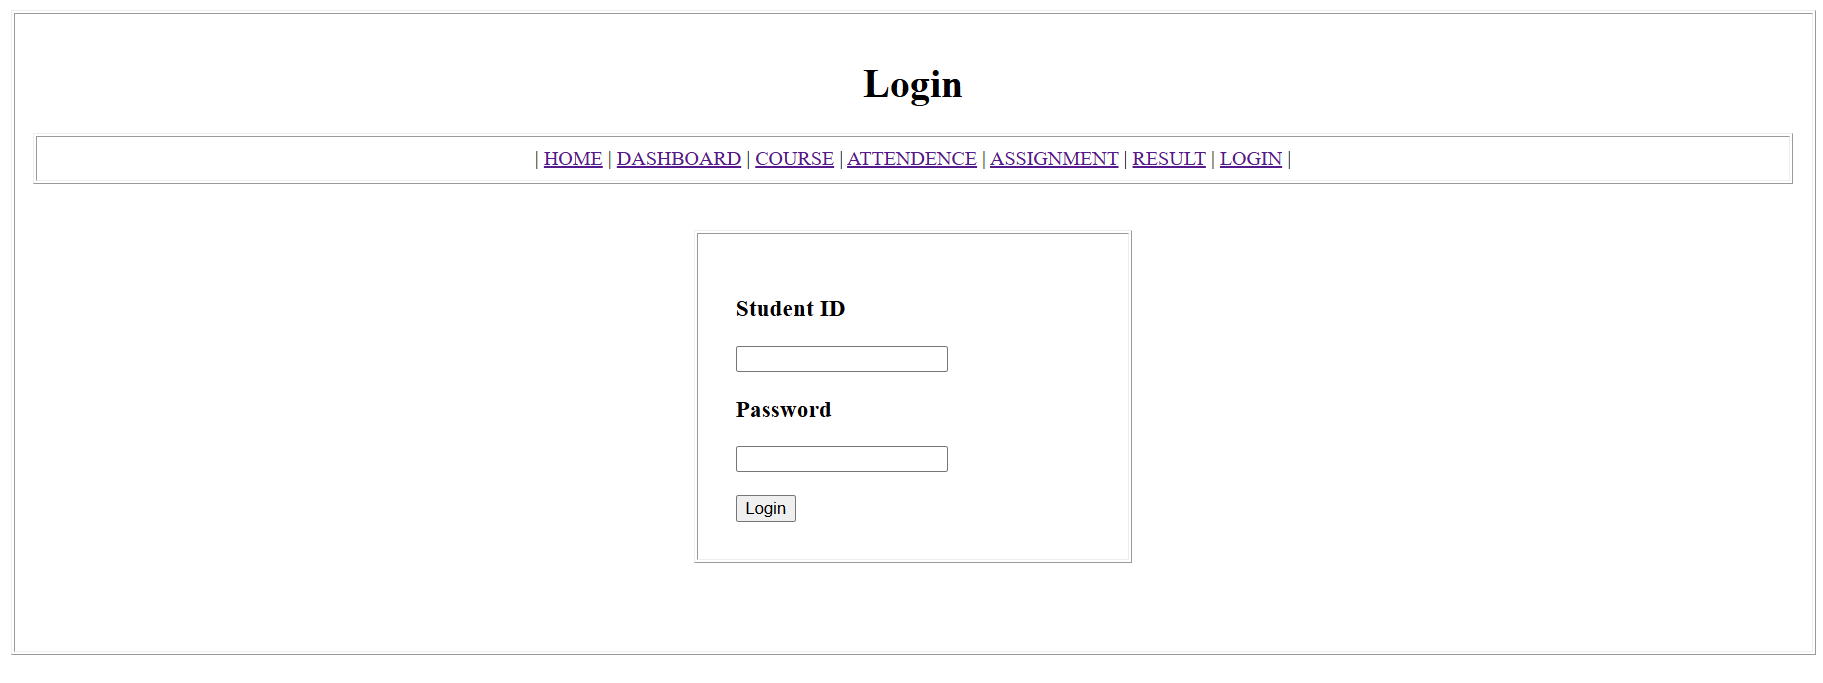 Login
| HOME | DASHBOARD | COURSE | ATTENDENCE | ASSIGNMENT | RESULT | LOGIN |
Student ID
Password
Login